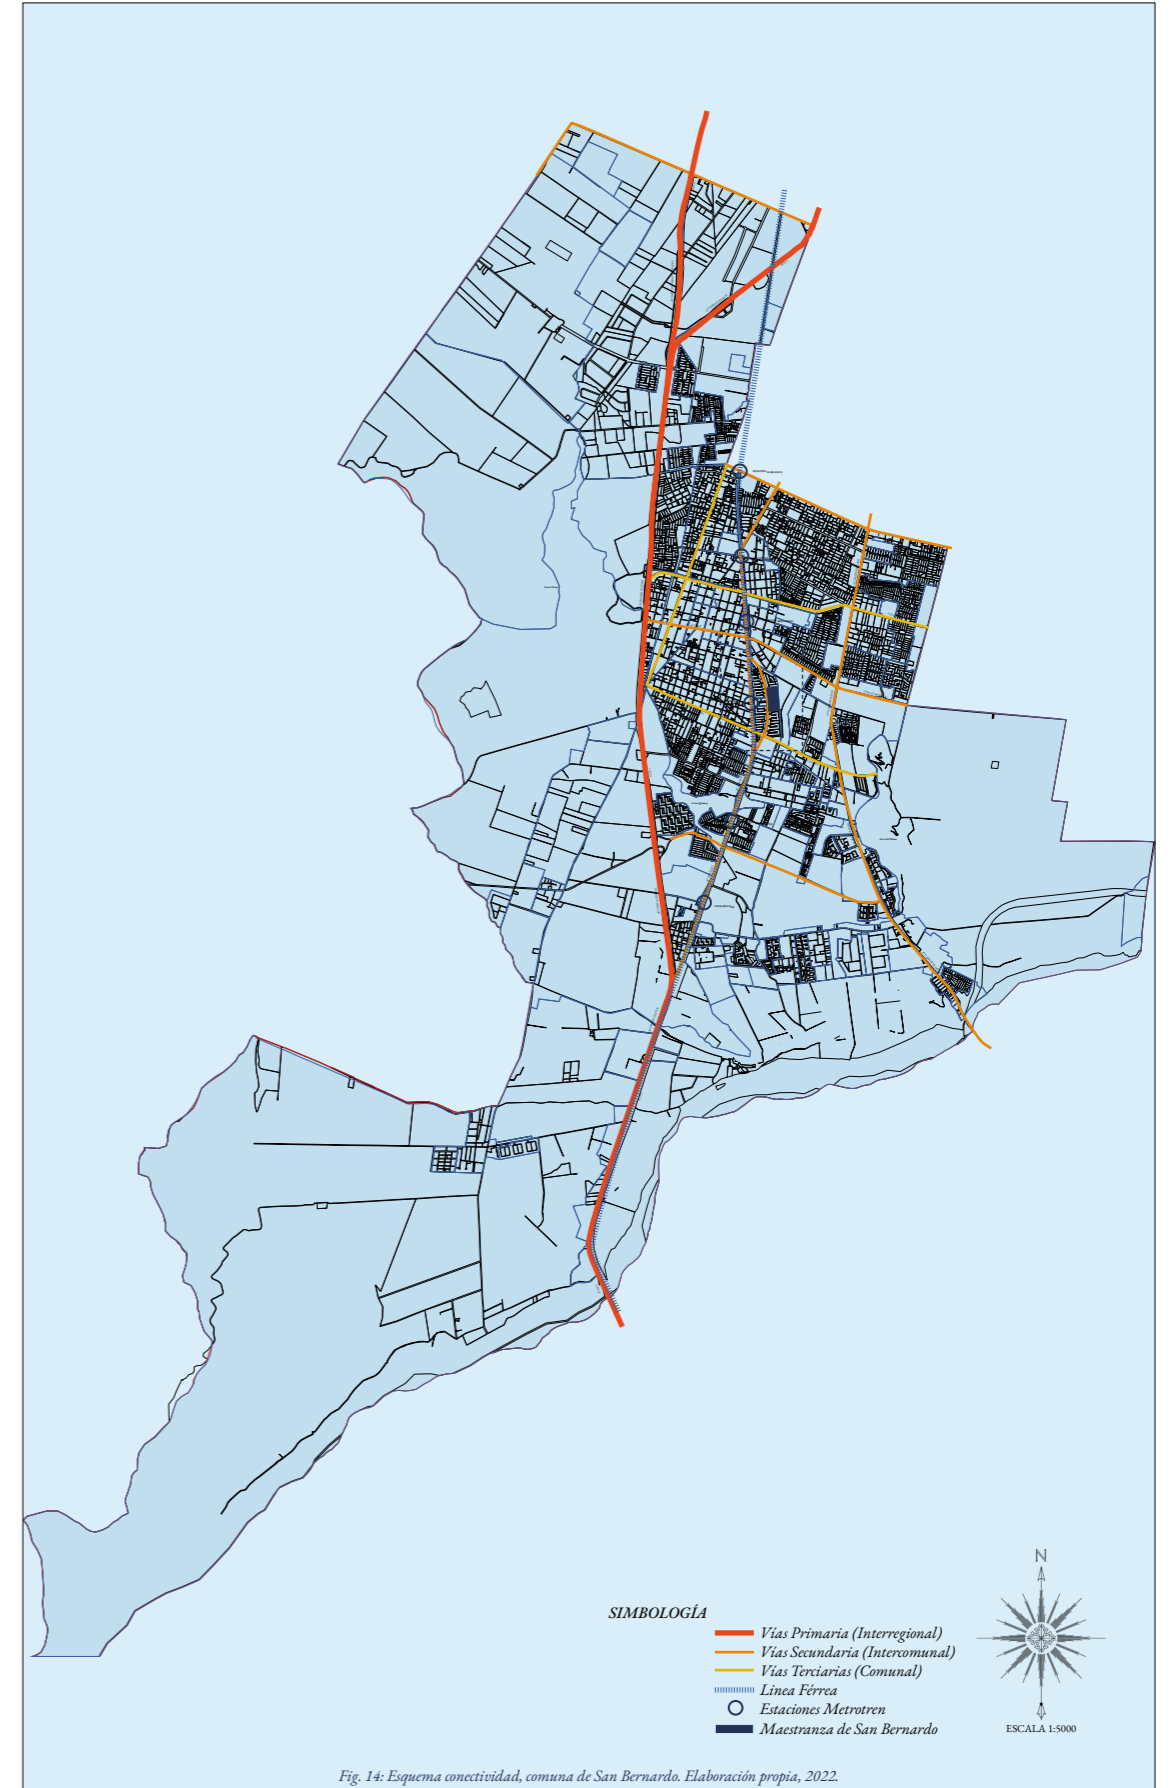 SIMBOLOGÍA
Vías Primaria (Interregional)
Vías Secundaria (Intercomunal)
Vías Terciarias (Comunal)
Linea Férrea
Estaciones Metrotren
Maestranza de San Bernardo
N
ESCALA 1:5000
Fig. 14: Esquema conectividad, comuna de San Bernardo. Elaboración propia, 2022.